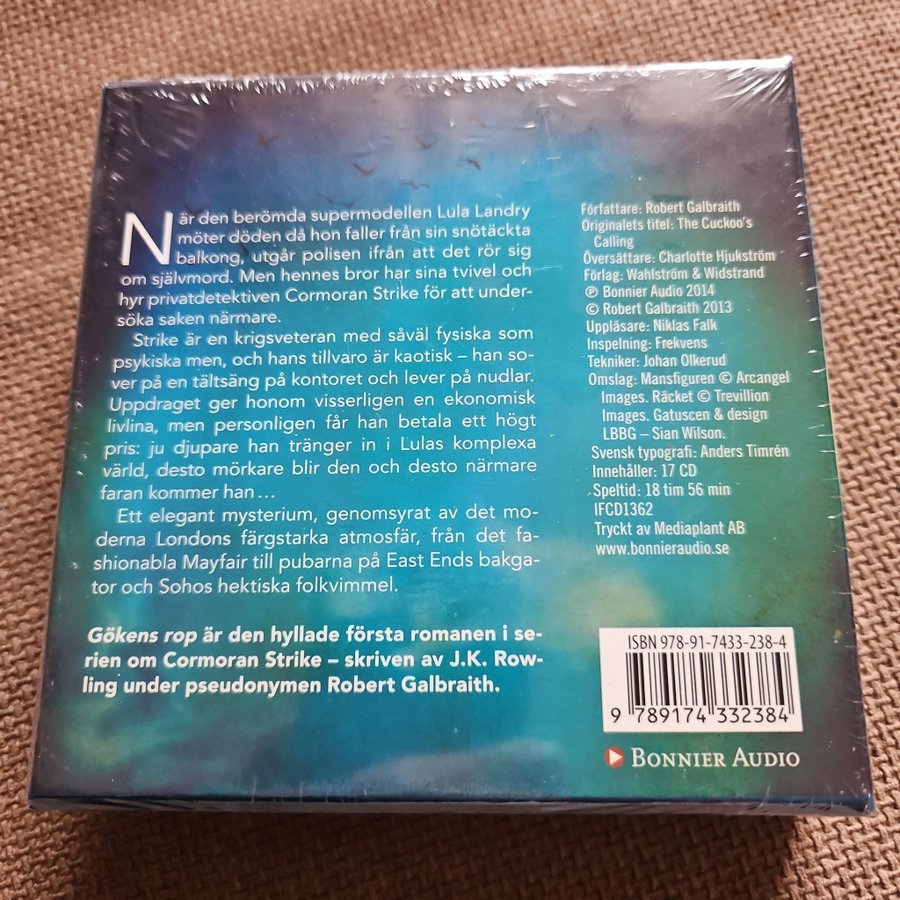 När den berömda supermodellen Lula Landry
möter döden då hon faller från sin snötäckta
balkong, utgår polisen ifrån att det rör sig
om självmord. Men hennes bror har sina tvivel och
hyr privatdetektiven Cormoran Strike för att under-
söka saken närmare.
Strike är en krigsveteran med såväl fysiska som
psykiska men, och hans tillvaro är kaotisk – han so-
ver på en tältsäng på kontoret och lever på nudlar.
Uppdraget ger honom visserligen en ekonomisk
livlina, men personligen får han betala ett högt
pris: ju djupare han tränger in i Lulas komplexa
värld, desto mörkare blir den och desto närmare
faran kommer han ...
Ett elegant mysterium, genomsyrat av det mo-
derna Londons färgstarka atmosfär, från det fa-
shionabla Mayfair till pubarna på East Ends bakga-
tor och Sohos hektiska folkvimmel.
Gökens rop är den hyllade första romanen i se-
rien om Cormoran Strike – skriven av J.K. Row-
ling under pseudonymen Robert Galbraith.
Författare: Robert Galbraith
Originalets titel: The Cuckoo's
Calling
Översättare: Charlotte Hjukström
Förlag: Wahlström & Widstrand
℗ Bonnier Audio 2014
© Robert Galbraith 2013
Uppläsare: Niklas Falk
Inspelning: Frekvens
Tekniker: Johan Olkerud
Omslag: Mansfiguren © Arcangel
Images. Räcket © Trevillion
Images. Gatuscen & design
LBBG – Sian Wilson.
Svensk typografi: Anders Timrén
Innehåller: 17 CD
Speltid: 18 tim 56 min
IFCD1362
Tryckt av Mediaplant AB
www.bonnieraudio.se
ISBN 978-91-7433-238-4
9 789174 332384
BONNIER AUDIO